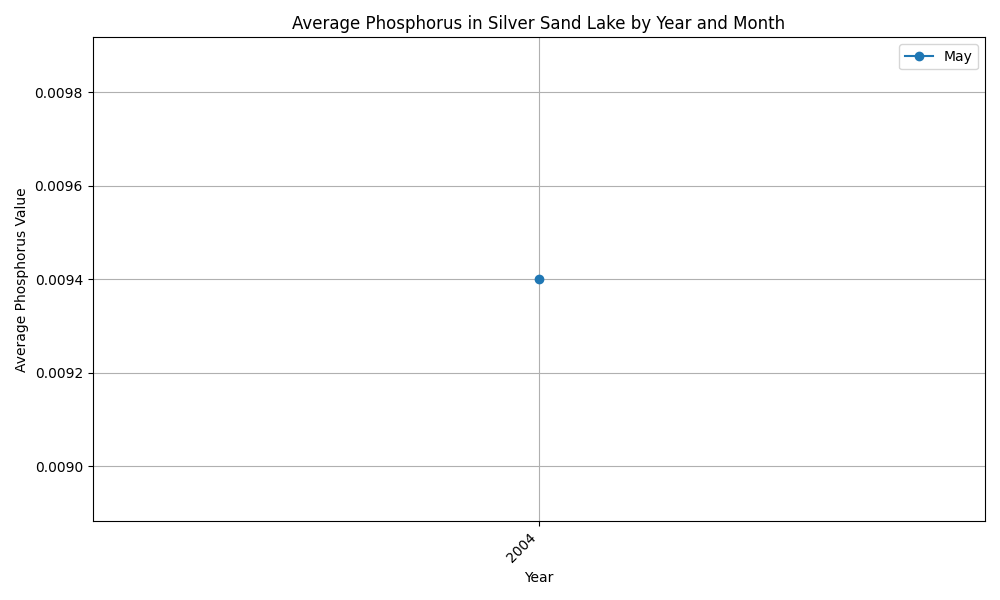 Average Phosphorus in Silver Sand Lake by Year and Month
May
0.0098
0.0096
0.0094
0.0092
0.0090
Average Phosphorus Value
2004
Year